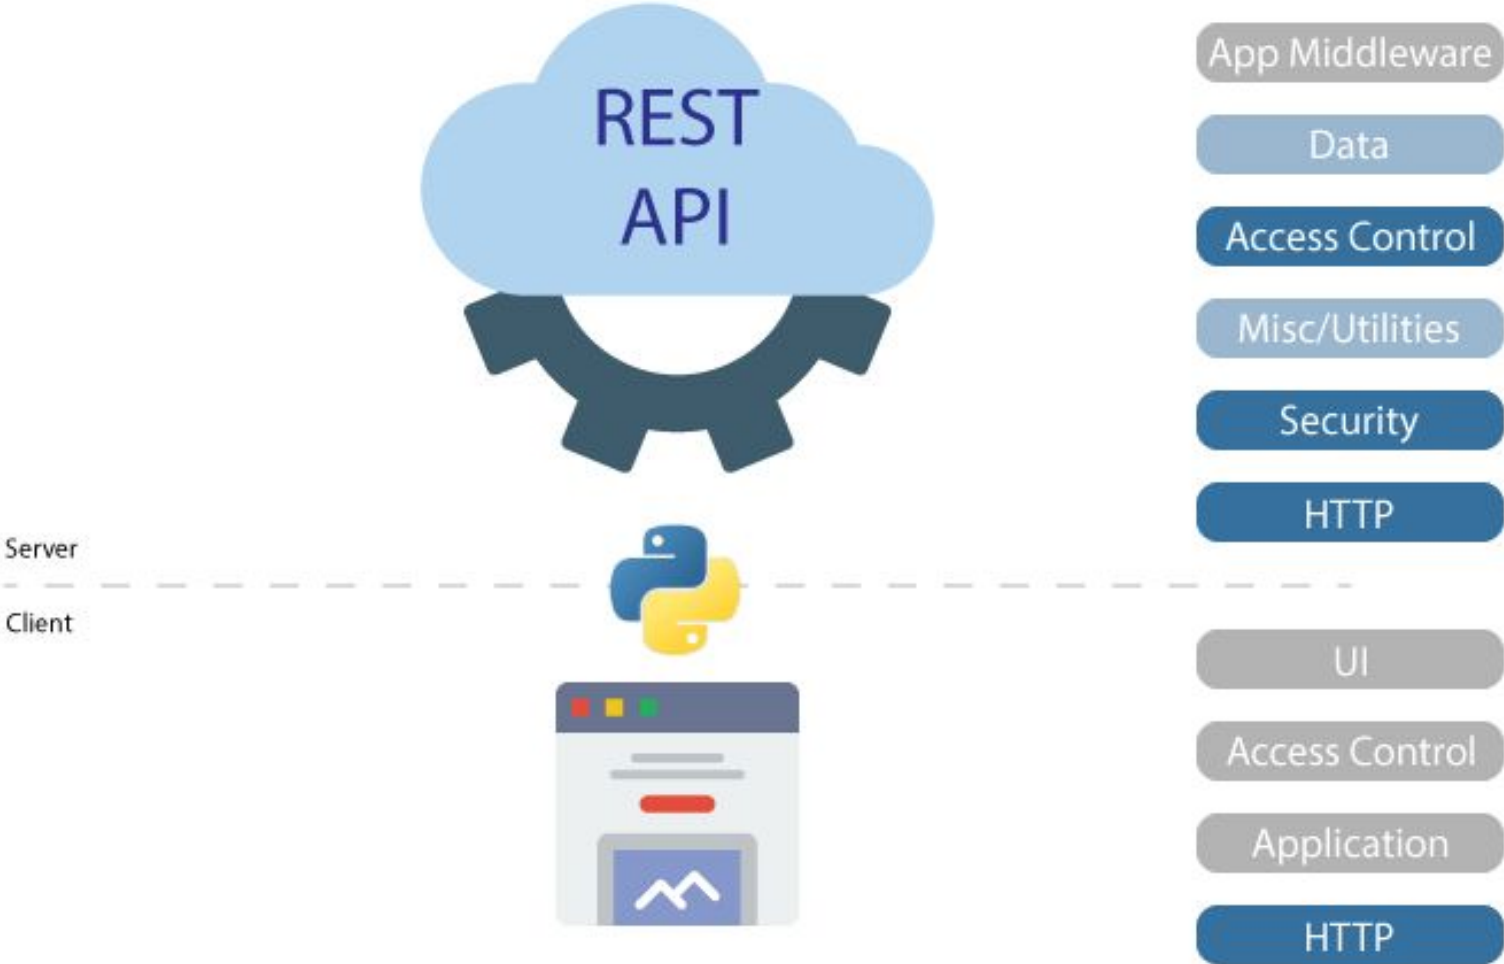 REST
API
App Middleware
Data
Access Control
Misc/Utilities
Security
HTTP
Server
Client
UI
Access Control
Application
HTTP